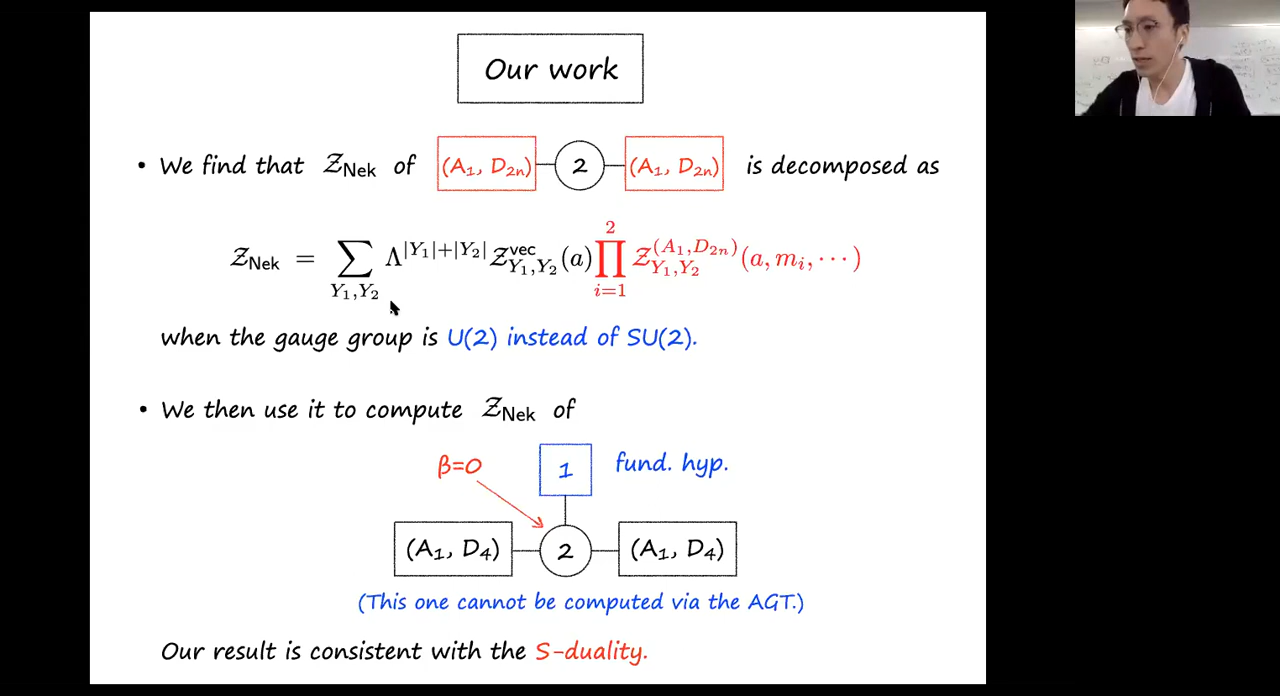 Our work
• We find that Z_Nek of (A₁, D₂ₙ) 2 (A₁, D₂ₙ) is decomposed as
Z_Nek = ∑_{Y₁,Y₂} Λ^{|Y₁|+|Y₂|} Z^{vec}_{Y₁,Y₂}(a) ∏_{i=1}^{2} Z^{(A₁,D₂ₙ)}_{Y₁,Y₂}(a, m_i, ⋯)
when the gauge group is U(2) instead of SU(2).
• We then use it to compute Z_Nek of
β=0 1 fund. hyp.
(A₁, D₄) 2 (A₁, D₄)
(This one cannot be computed via the AGT.)
Our result is consistent with the S-duality.